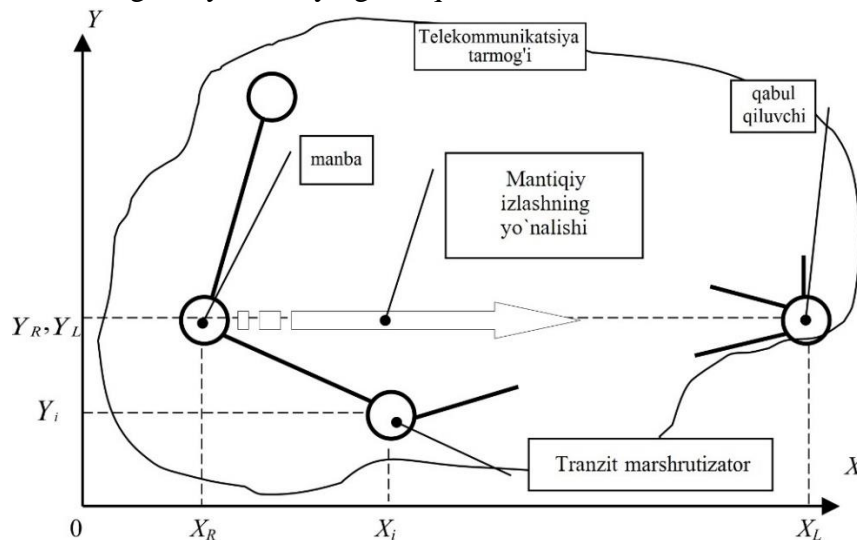 Y
Telekommunikatsiya
tarmog'i
qabul
qiluvchi
manba
Mantiqiy
izlashning
yo`nalishi
Y_R, Y_L
Y_i
Tranzit marshrutizator
X
0
X_R
X_i
X_L